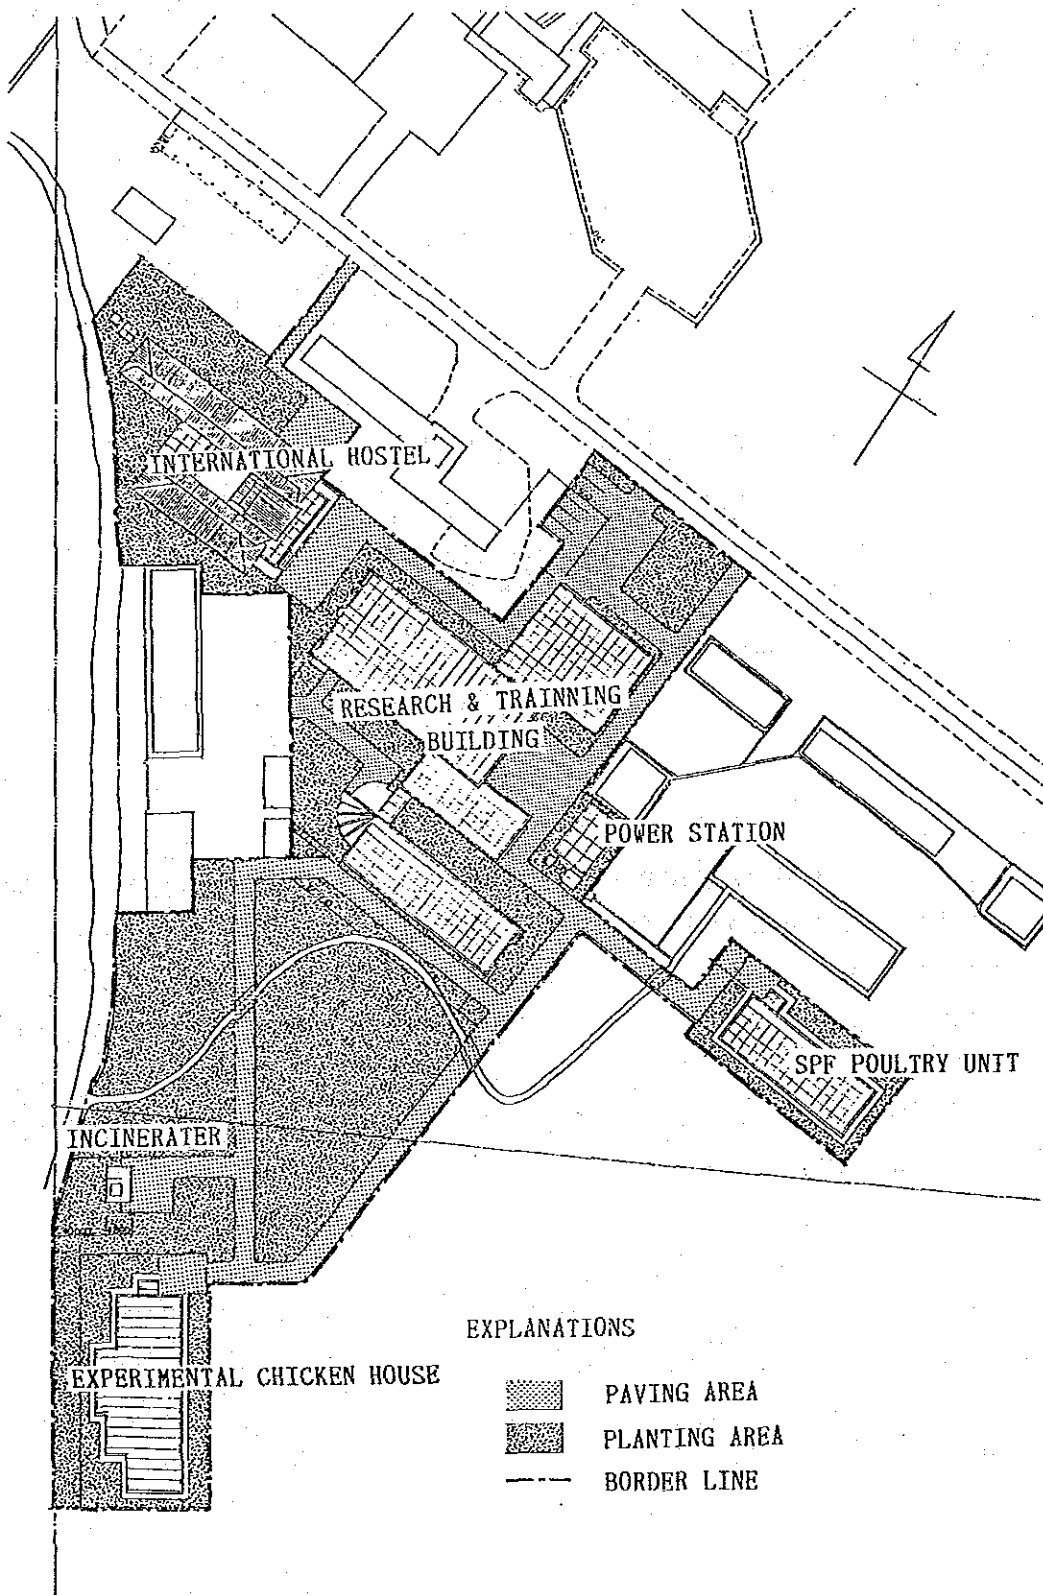 INTERNATIONAL HOSTEL
RESEARCH & TRAINNING
BUILDING
POWER STATION
SPF POULTRY UNIT
INCINERATER
EXPERIMENTAL CHICKEN HOUSE
EXPLANATIONS
PAVING AREA
PLANTING AREA
BORDER LINE